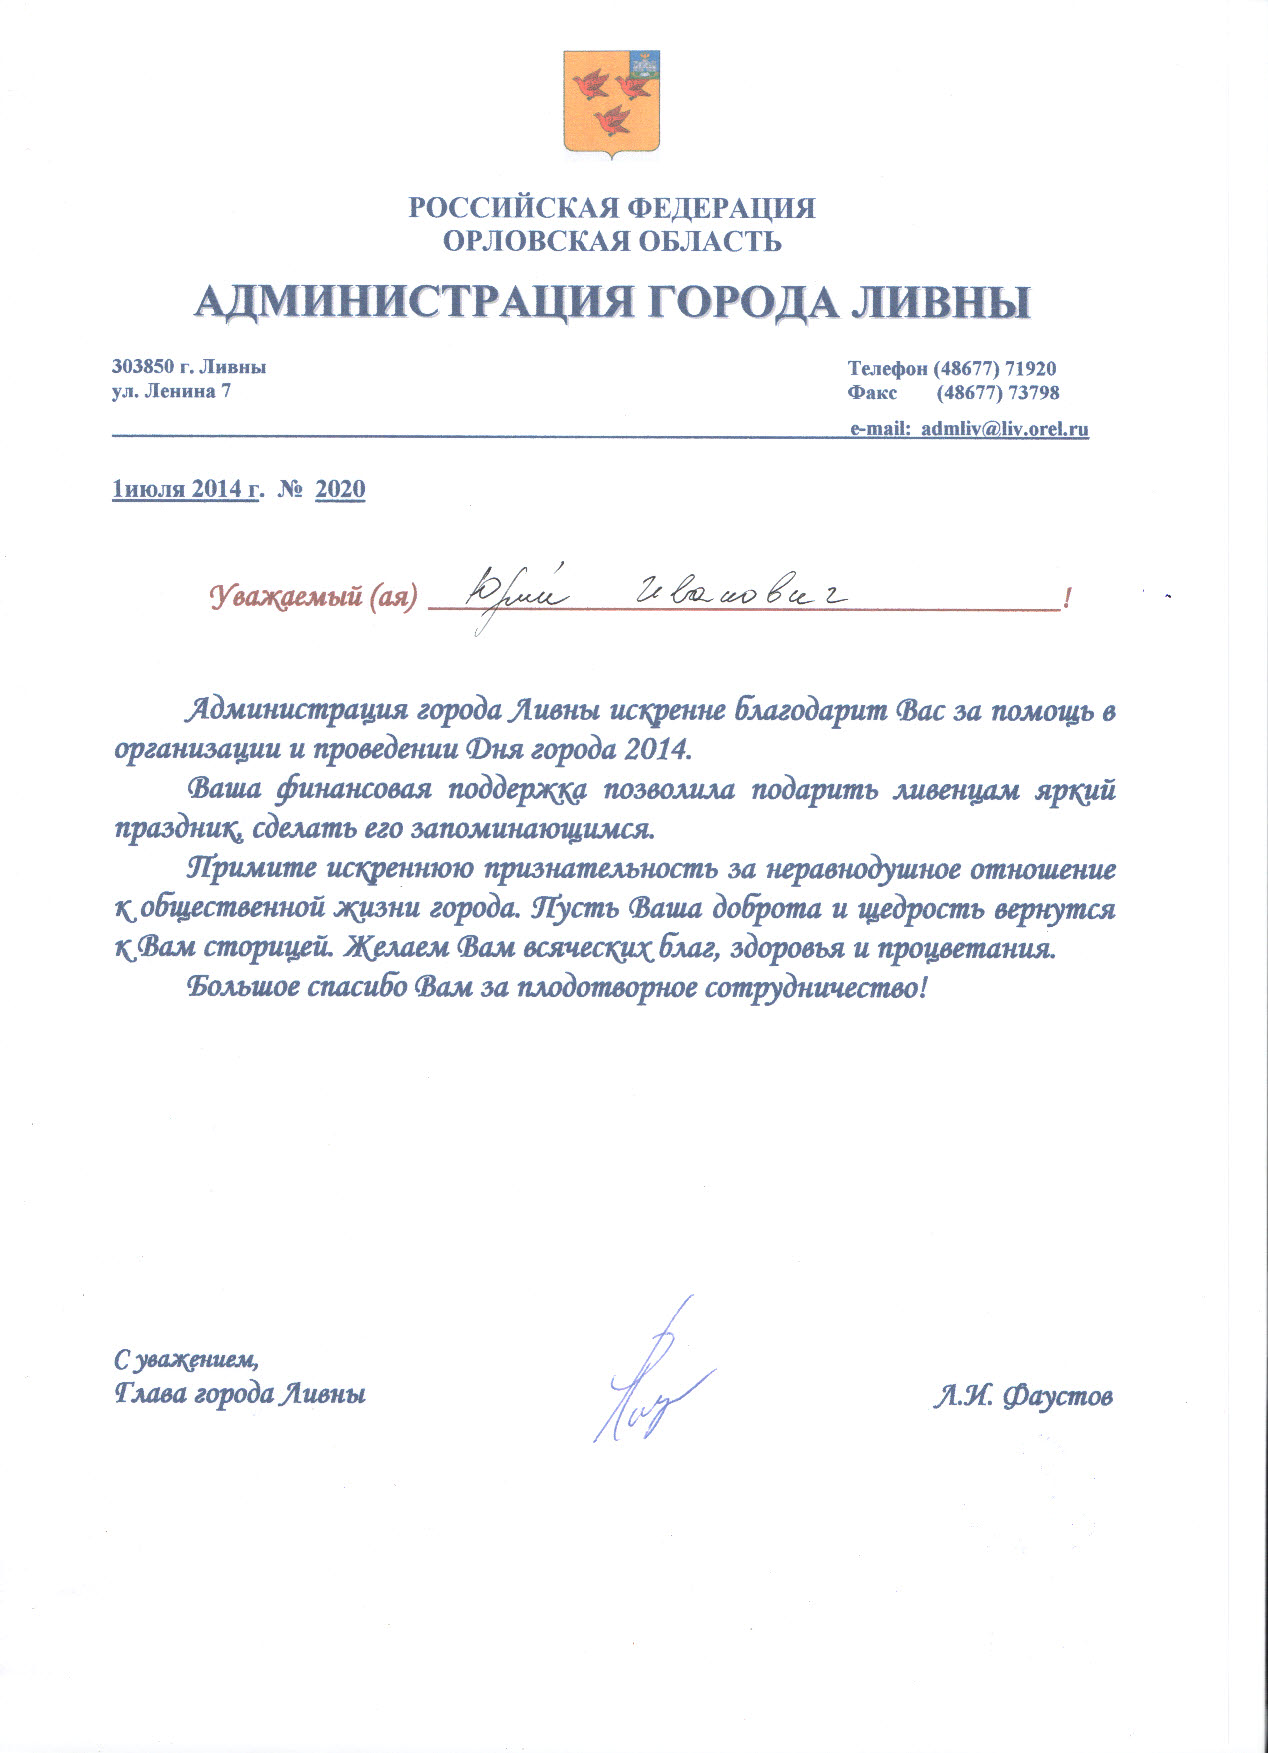 РОССИЙСКАЯ ФЕДЕРАЦИЯ
ОРЛОВСКАЯ ОБЛАСТЬ
АДМИНИСТРАЦИЯ ГОРОДА ЛИВНЫ
303850 г. Ливны
ул. Ленина 7
Телефон (48677) 71920
Факс (48677) 73798
e-mail: admliv@liv.orel.ru
1июля 2014 г. № 2020
Уважаемый (ая) Юрий Иванович !
Администрация города Ливны искренне благодарит Вас за помощь в
организации и проведении Дня города 2014.
Ваша финансовая поддержка позволила подарить ливенцам яркий
праздник, сделать его запоминающимся.
Примите искреннюю признательность за неравнодушное отношение
к общественной жизни города. Пусть Ваша доброта и щедрость вернутся
к Вам сторицей. Желаем Вам всяческих благ, здоровья и процветания.
Большое спасибо Вам за плодотворное сотрудничество!
С уважением,
Глава города Ливны Л.И. Фаустов